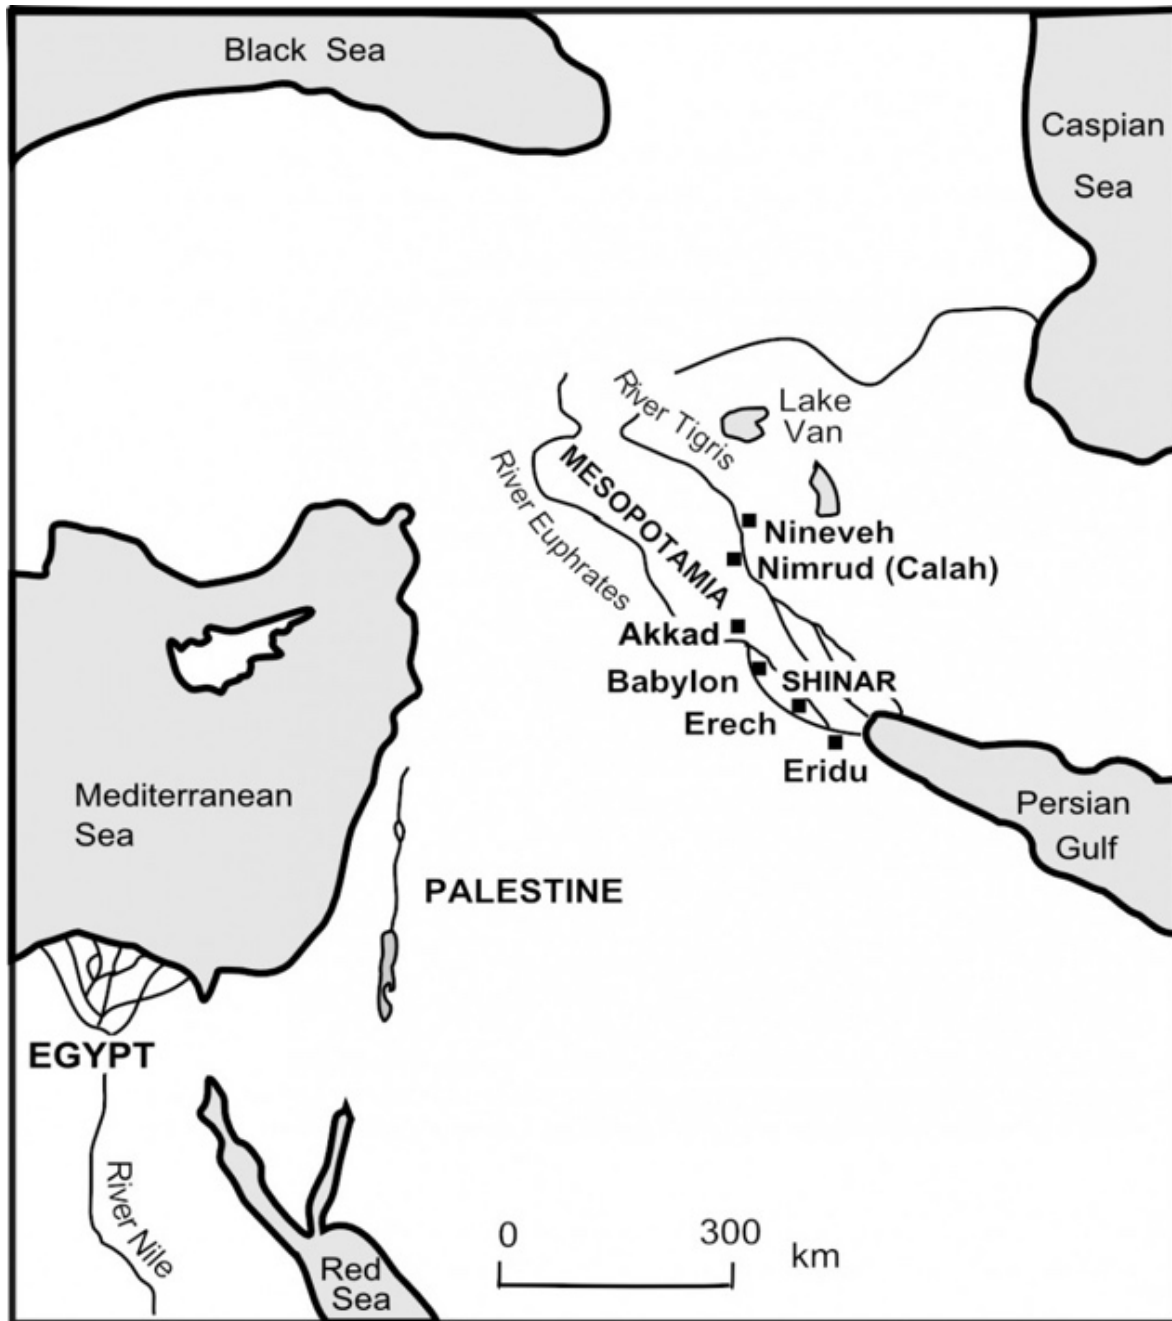 Black Sea
Caspian
Sea
River Tigris
Lake
Van
River Euphrates
MESOPOTAMIA
Nineveh
Nimrud (Calah)
Akkad
Babylon
SHINAR
Erech
Eridu
Mediterranean
Sea
Persian
Gulf
PALESTINE
EGYPT
River Nile
Red
Sea
0 300
km